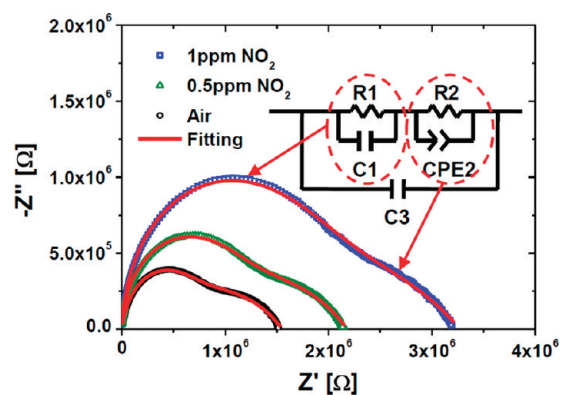 2.0x10⁶
1.5x10⁶
1.0x10⁶
5.0x10⁵
0.0
-Z" [Ω]
1ppm NO₂
0.5ppm NO₂
Air
Fitting
R1
R2
C1
CPE2
C3
0
1x10⁶
2x10⁶
3x10⁶
4x10⁶
Z' [Ω]